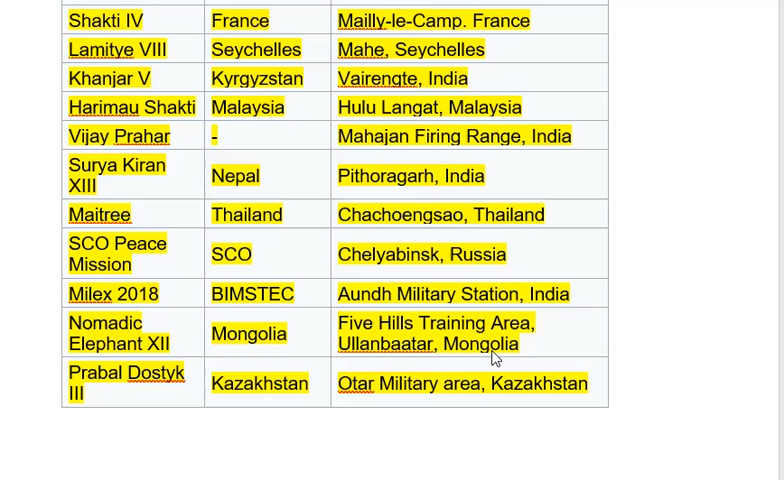 Shakti IV France Mailly-le-Camp. France
Lamitye VIII Seychelles Mahe, Seychelles
Khanjar V Kyrgyzstan Vairengte, India
Harimau Shakti Malaysia Hulu Langat, Malaysia
Vijay Prahar - Mahajan Firing Range, India
Surya Kiran
XIII
Nepal Pithoragarh, India
Maitree Thailand Chachoengsao, Thailand
SCO Peace
Mission
SCO Chelyabinsk, Russia
Milex 2018 BIMSTEC Aundh Military Station, India
Nomadic
Elephant XII
Mongolia
Five Hills Training Area,
Ullanbaatar, Mongolia
Prabal Dostyk
III
Kazakhstan Otar Military area, Kazakhstan